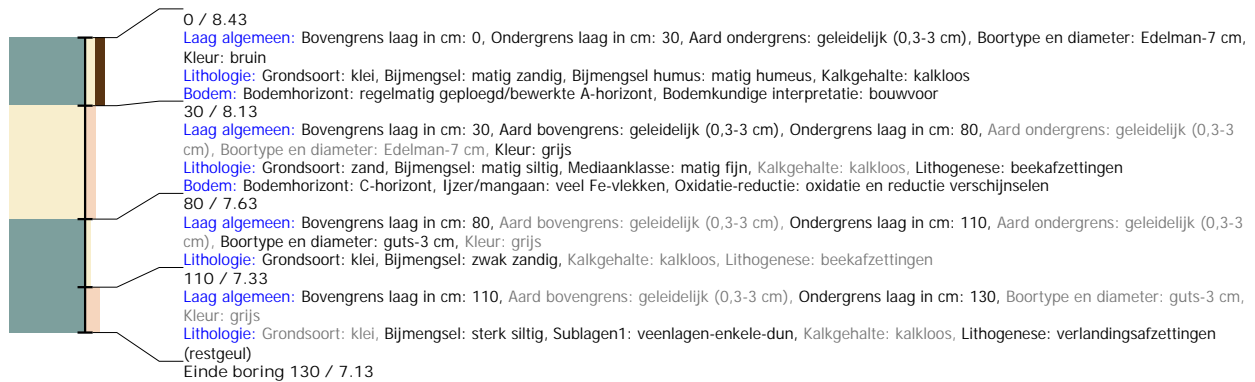 0 / 8.43
Laag algemeen: Bovengrens laag in cm: 0, Ondergrens laag in cm: 30, Aard ondergrens: geleidelijk (0,3-3 cm), Boortype en diameter: Edelman-7 cm,
Kleur: bruin
Lithologie: Grondsoort: klei, Bijmengsel: matig zandig, Bijmengsel humus: matig humeus, Kalkgehalte: kalkloos
Bodem: Bodemhorizont: regelmatig geploegd/bewerkte A-horizont, Bodemkundige interpretatie: bouwvoor
30 / 8.13
Laag algemeen: Bovengrens laag in cm: 30, Aard bovengrens: geleidelijk (0,3-3 cm), Ondergrens laag in cm: 80, Aard ondergrens: geleidelijk (0,3-3
cm), Boortype en diameter: Edelman-7 cm, Kleur: grijs
Lithologie: Grondsoort: zand, Bijmengsel: matig siltig, Mediaanklasse: matig fijn, Kalkgehalte: kalkloos, Lithogenese: beekafzettingen
Bodem: Bodemhorizont: C-horizont, Ijzer/mangaan: veel Fe-vlekken, Oxidatie-reductie: oxidatie en reductie verschijnselen
80 / 7.63
Laag algemeen: Bovengrens laag in cm: 80, Aard bovengrens: geleidelijk (0,3-3 cm), Ondergrens laag in cm: 110, Aard ondergrens: geleidelijk (0,3-3
cm), Boortype en diameter: guts-3 cm, Kleur: grijs
Lithologie: Grondsoort: klei, Bijmengsel: zwak zandig, Kalkgehalte: kalkloos, Lithogenese: beekafzettingen
110 / 7.33
Laag algemeen: Bovengrens laag in cm: 110, Aard bovengrens: geleidelijk (0,3-3 cm), Ondergrens laag in cm: 130, Boortype en diameter: guts-3 cm,
Kleur: grijs
Lithologie: Grondsoort: klei, Bijmengsel: sterk siltig, Sublagen1: veenlagen-enkele-dun, Kalkgehalte: kalkloos, Lithogenese: verlandingsafzettingen
(restgeul)
Einde boring 130 / 7.13